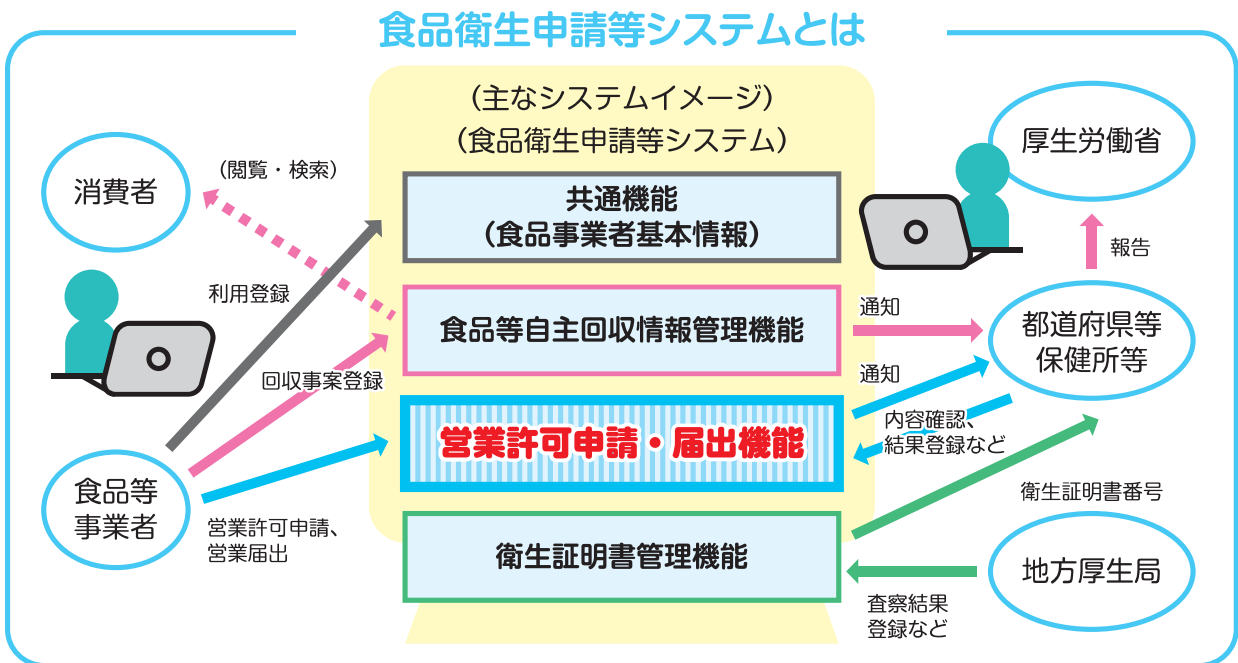 食品衛生申請等システムとは
（主なシステムイメージ）
（食品衛生申請等システム）
厚生労働省
消費者
（閲覧・検索）
共通機能
（食品事業者基本情報）
報告
利用登録
通知
食品等自主回収情報管理機能
都道府県等
保健所等
回収事案登録
通知
内容確認、
結果登録など
営業許可申請・届出機能
食品等
事業者
衛生証明書番号
営業許可申請、
営業届出
衛生証明書管理機能
地方厚生局
査察結果
登録など